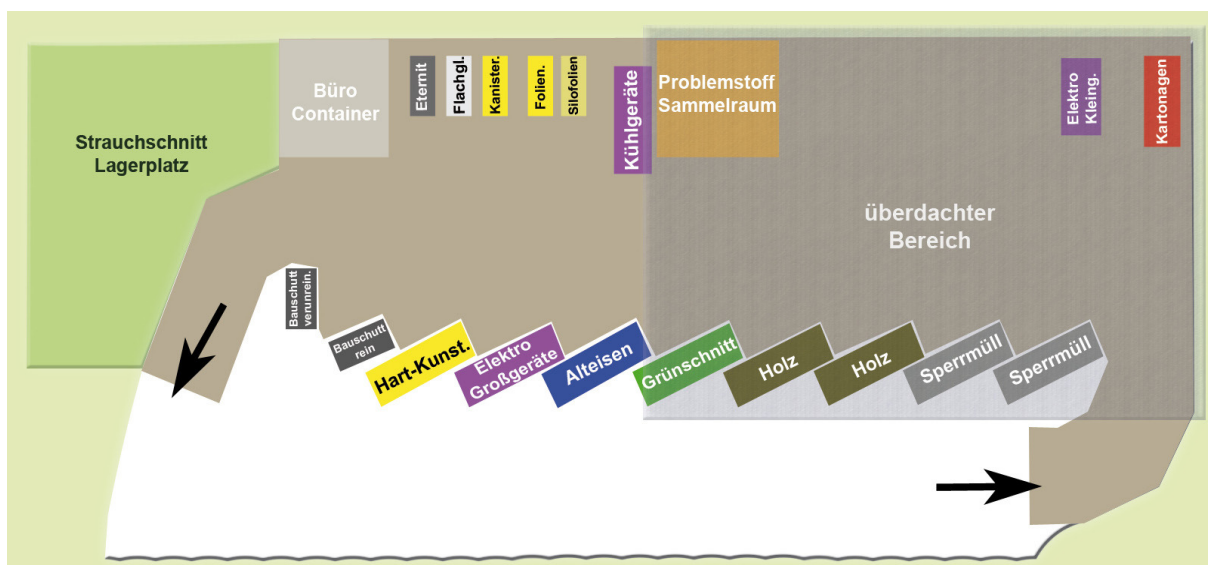 Strauchschnitt
Lagerplatz
Büro
Container
Eternit
Flachgl.
Kanister.
Folien.
Silofolien
Kühlgeräte
Problemstoff
Sammelraum
Elektro
Kleing.
Kartonagen
überdachter
Bereich
Bauschutt
verunrein.
Bauschutt
rein
Hart-Kunst.
Elektro
Großgeräte
Alteisen
Grünschnitt
Holz
Holz
Sperrmüll
Sperrmüll